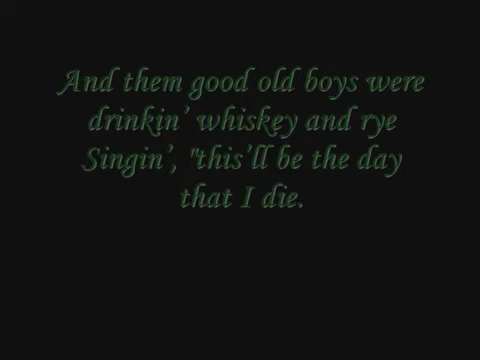 And them good old boys were
drinkin’ whiskey and rye
Singin’, "this’ll be the day
that I die.